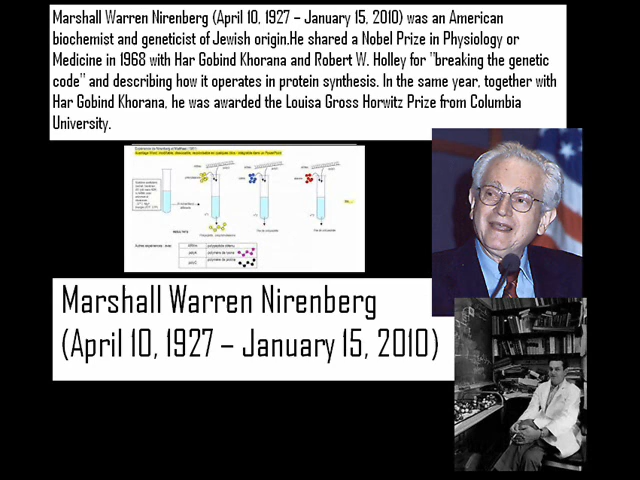 Marshall Warren Nirenberg (April 10, 1927 – January 15, 2010) was an American
biochemist and geneticist of Jewish origin.He shared a Nobel Prize in Physiology or
Medicine in 1968 with Har Gobind Khorana and Robert W. Holley for "breaking the genetic
code" and describing how it operates in protein synthesis. In the same year, together with
Har Gobind Khorana, he was awarded the Louisa Gross Horwitz Prize from Columbia
University.
RESULTATS
polyA
polyC
Marshall Warren Nirenberg
(April 10, 1927 – January 15, 2010)